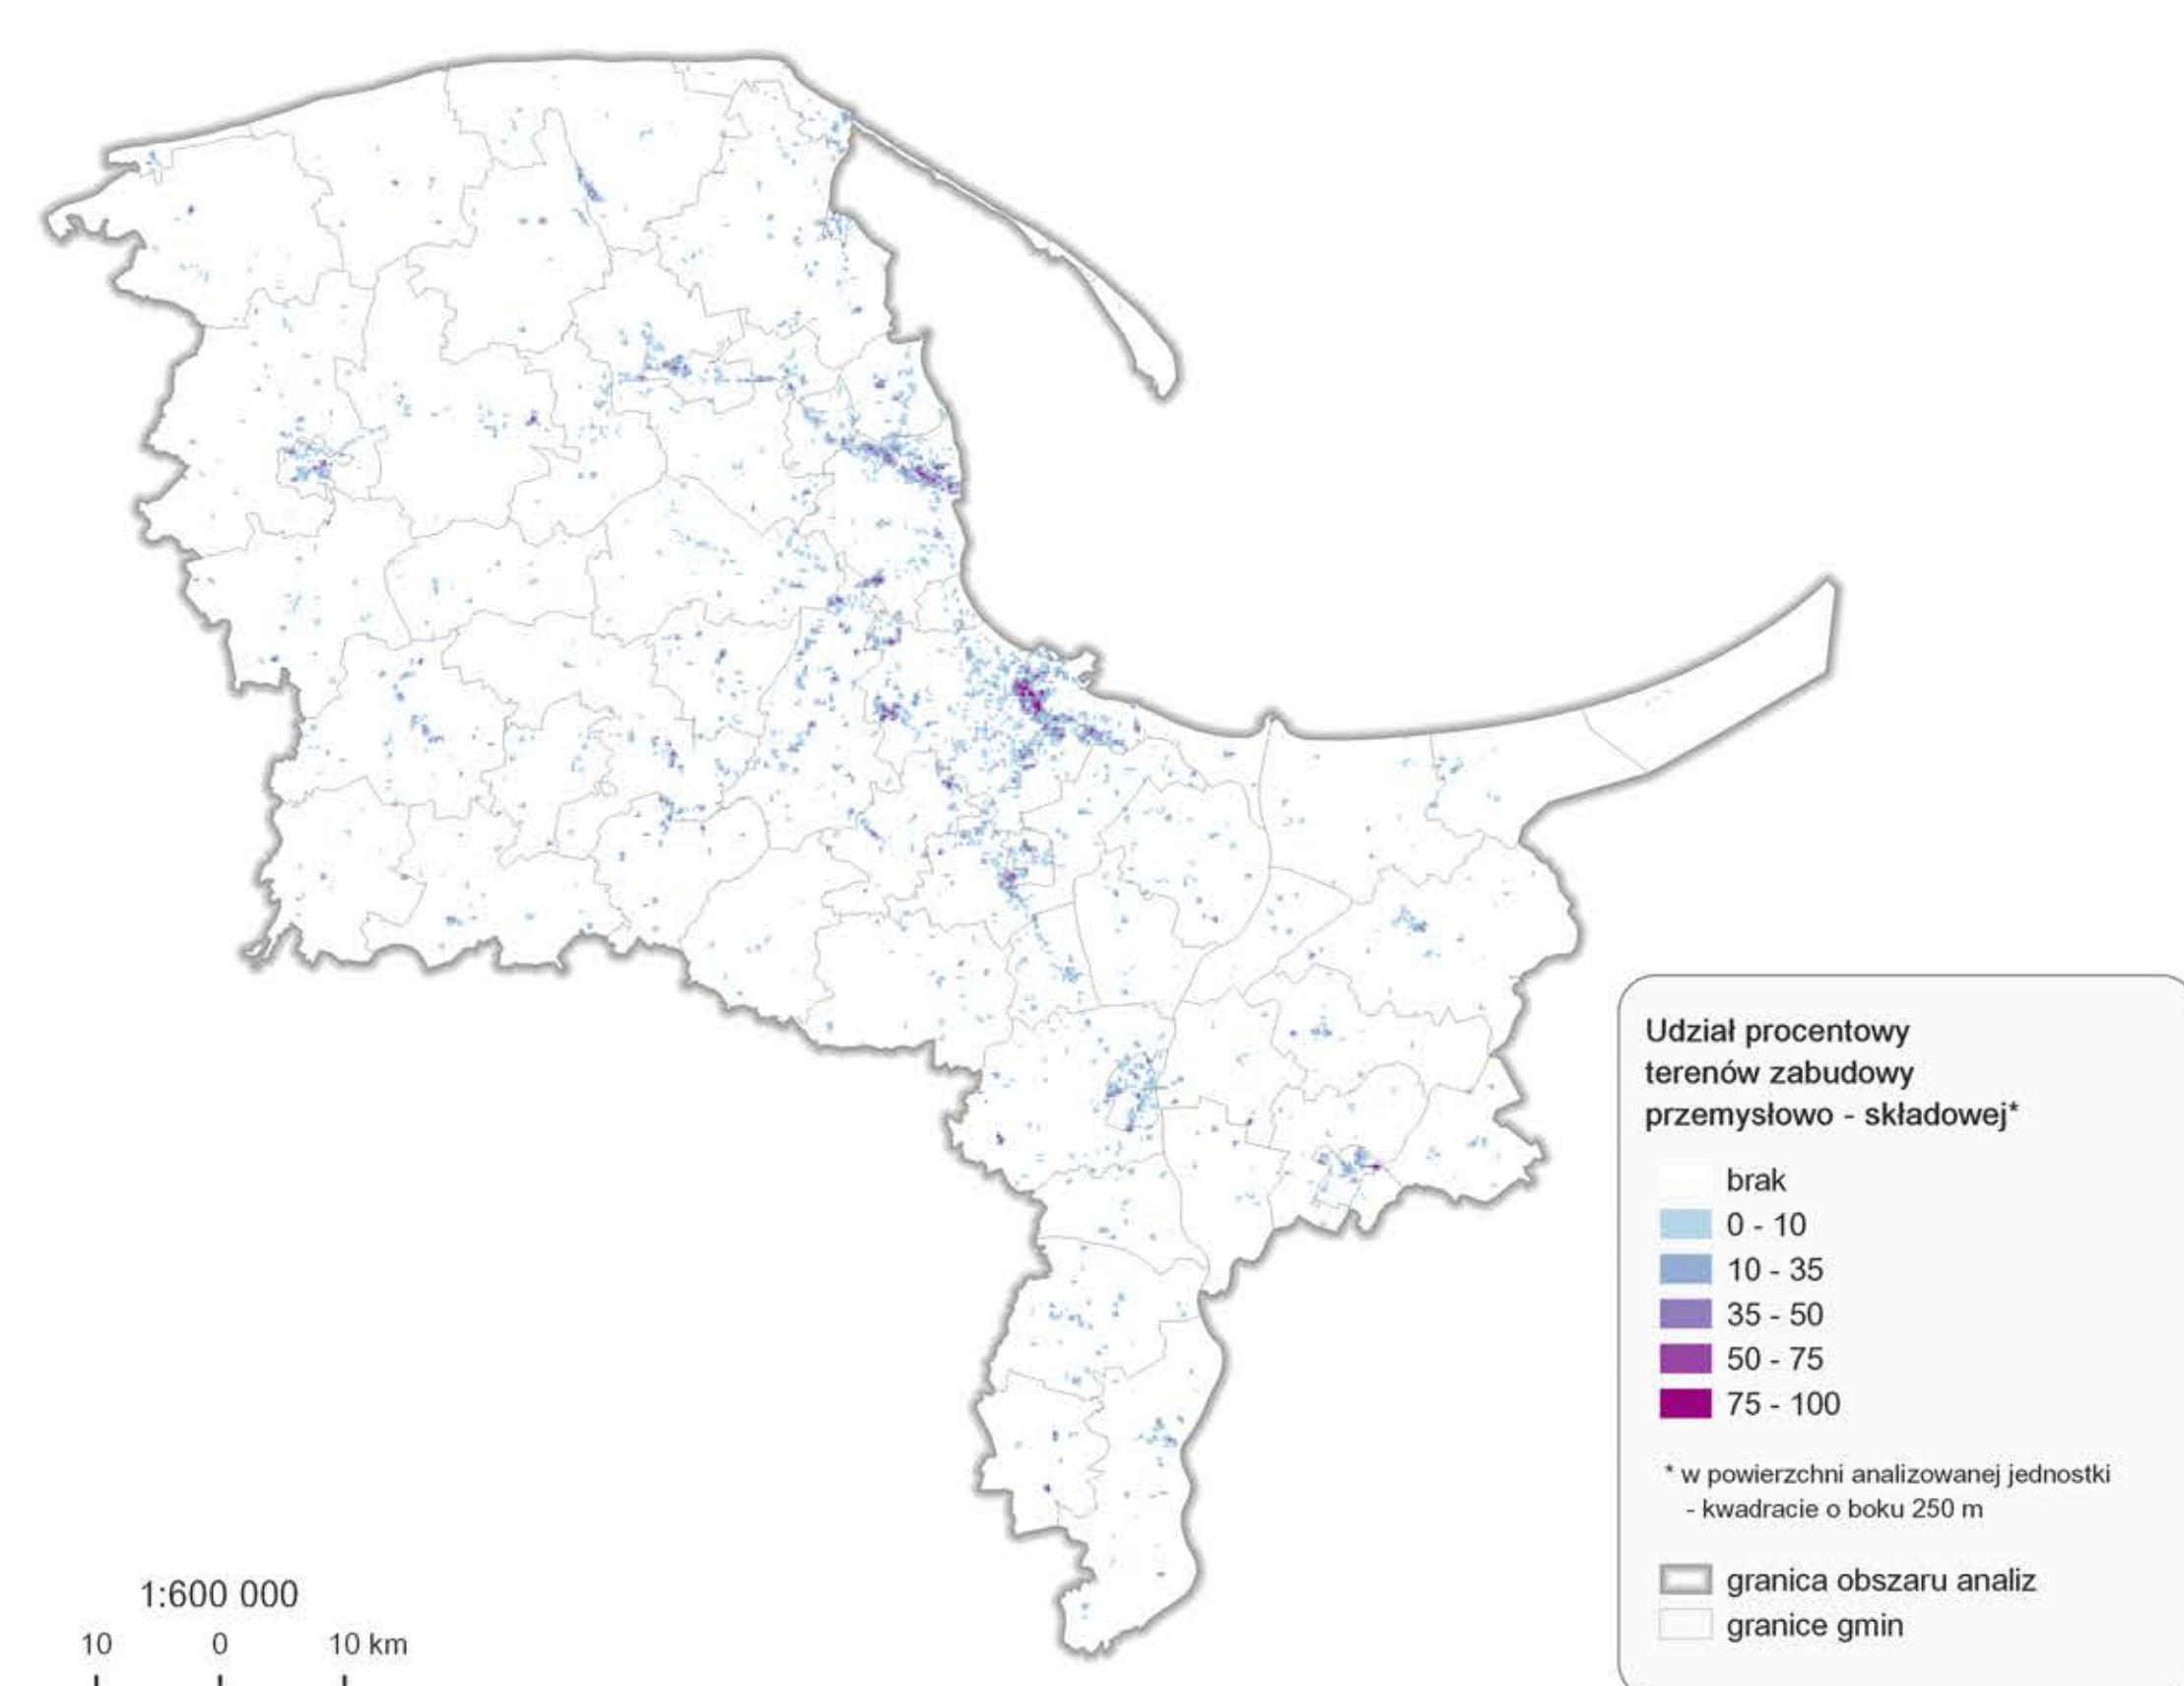 Udział procentowy
terenów zabudowy
przemysłowo - składowej*
brak
0 - 10
10 - 35
35 - 50
50 - 75
75 - 100
* w powierzchni analizowanej jednostki
- kwadracie o boku 250 m
granica obszaru analiz
granice gmin
1:600 000
10 0 10 km